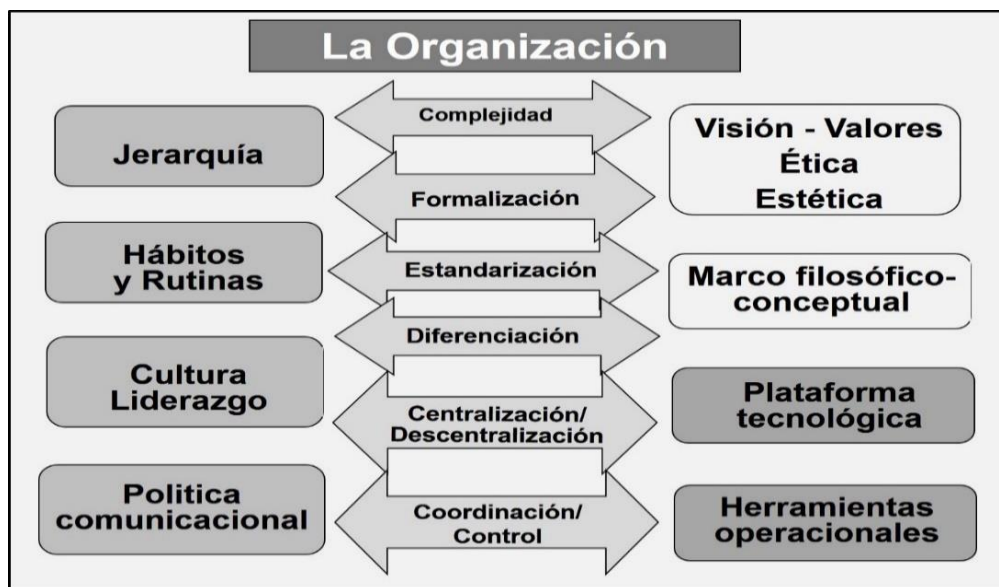 La Organización
Jerarquía
Hábitos
y Rutinas
Cultura
Liderazgo
Politica
comunicacional
Complejidad
Formalización
Estandarización
Diferenciación
Centralización/
Descentralización
Coordinación/
Control
Visión - Valores
Ética
Estética
Marco filosófico-
conceptual
Plataforma
tecnológica
Herramientas
operacionales